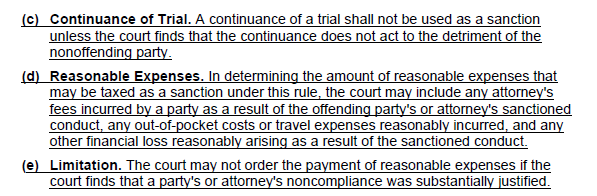 (c) Continuance of Trial. A continuance of a trial shall not be used as a sanction
unless the court finds that the continuance does not act to the detriment of the
nonoffending party.
(d) Reasonable Expenses. In determining the amount of reasonable expenses that
may be taxed as a sanction under this rule, the court may include any attorney's
fees incurred by a party as a result of the offending party's or attorney's sanctioned
conduct, any out-of-pocket costs or travel expenses reasonably incurred, and any
other financial loss reasonably arising as a result of the sanctioned conduct.
(e) Limitation. The court may not order the payment of reasonable expenses if the
court finds that a party's or attorney's noncompliance was substantially justified.